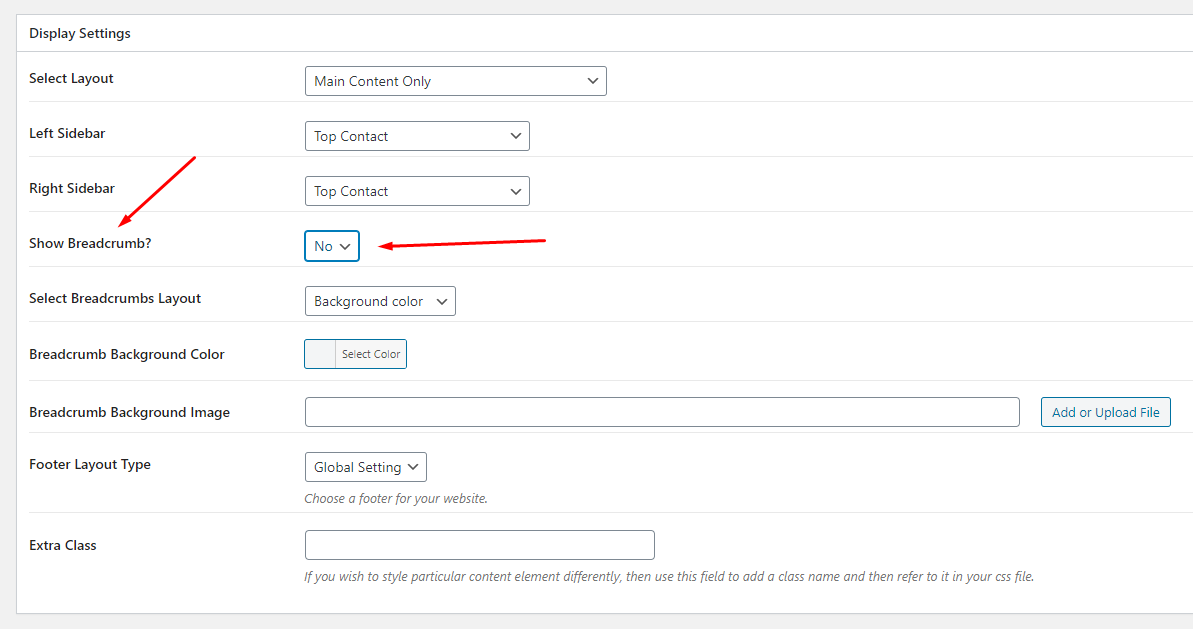 Display Settings
Select Layout
Main Content Only
Left Sidebar
Top Contact
Right Sidebar
Top Contact
Show Breadcrumb?
No
Select Breadcrumbs Layout
Background color
Breadcrumb Background Color
Select Color
Breadcrumb Background Image
Add or Upload File
Footer Layout Type
Global Setting
Choose a footer for your website.
Extra Class
If you wish to style particular content element differently, then use this field to add a class name and then refer to it in your css file.